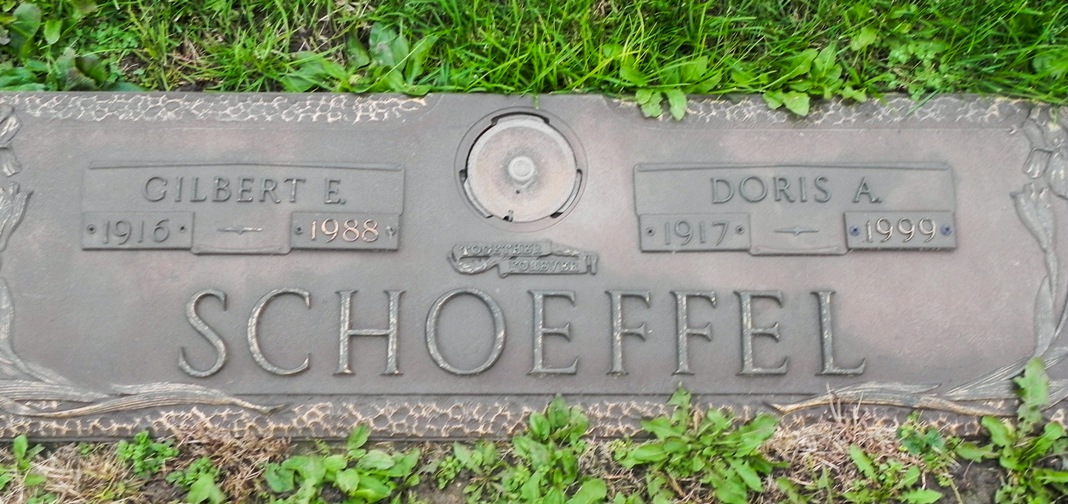 GILBERT E.
1916 1988
DORIS A.
1917 1999
TOGETHER
FOREVER
SCHOEFFEL